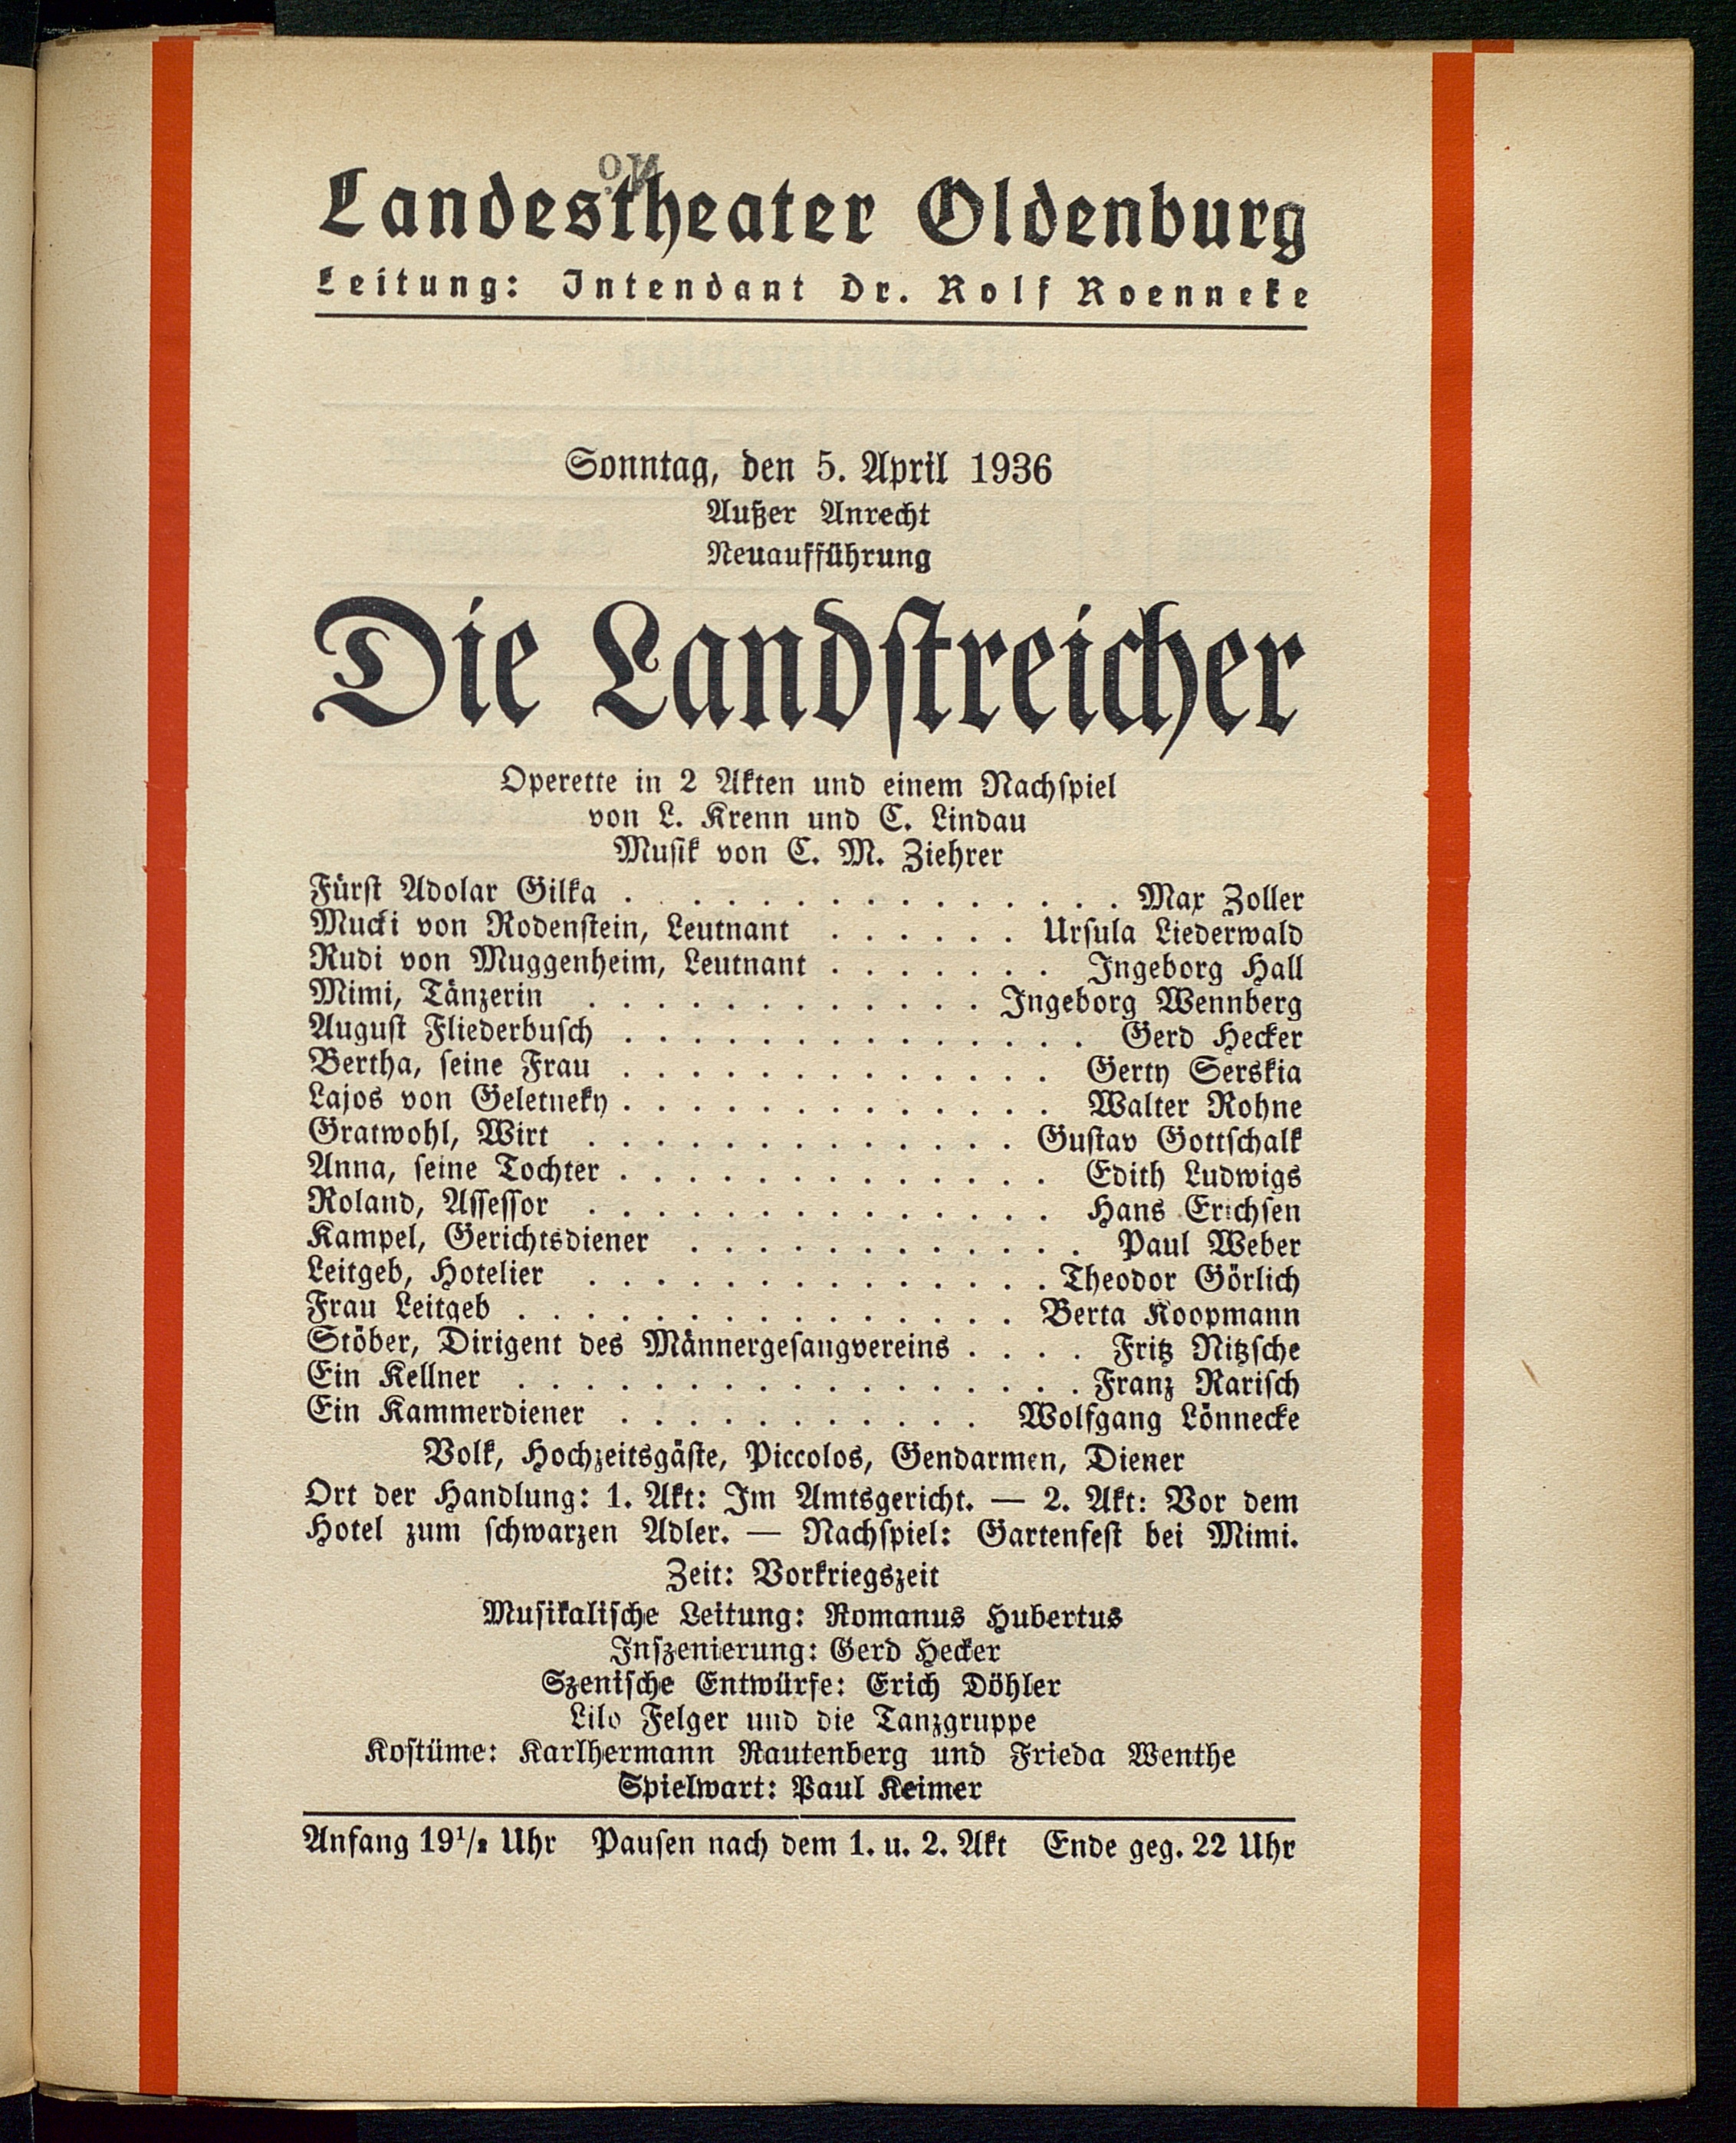 Landestheater Oldenburg
Leitung: Intendant Dr. Rolf Roenneke
Sonntag, den 5. April 1936
Außer Anrecht
Neuaufführung
Die Landstreicher
Operette in 2 Akten und einem Nachspiel
von L. Krenn und C. Lindau
Musik von C. M. Ziehrer
Fürst Adolar Gilka . . . . . . . . . . . . . . Max Zoller
Mucki von Rodenstein, Leutnant . . . . . . Ursula Liederwald
Rudi von Muggenheim, Leutnant . . . . . . . Ingeborg Hall
Mimi, Tänzerin . . . . . . . . . . . . Ingeborg Wennberg
August Fliederbusch . . . . . . . . . . . . . . Gerd Hecker
Bertha, seine Frau . . . . . . . . . . . . . Gerty Serskia
Lajos von Geletneky . . . . . . . . . . . . . Walter Rohne
Gratwohl, Wirt . . . . . . . . . . . . . Gustav Gottschalk
Anna, seine Tochter . . . . . . . . . . . . . Edith Ludwigs
Roland, Assessor . . . . . . . . . . . . . . Hans Erichsen
Kampel, Gerichtsdiener . . . . . . . . . . . . Paul Weber
Leitgeb, Hotelier . . . . . . . . . . . . . . Theodor Görlich
Frau Leitgeb . . . . . . . . . . . . . . . Berta Koopmann
Stöber, Dirigent des Männergesangvereins . . . . Fritz Nitzsche
Ein Kellner . . . . . . . . . . . . . . . . . Franz Rarisch
Ein Kammerdiener . . . . . . . . . . . Wolfgang Lönnecke
Volk, Hochzeitsgäste, Piccolos, Gendarmen, Diener
Ort der Handlung: 1. Akt: Im Amtsgericht. — 2. Akt: Vor dem
Hotel zum schwarzen Adler. — Nachspiel: Gartenfest bei Mimi.
Zeit: Vorkriegszeit
Musikalische Leitung: Romanus Hubertus
Inszenierung: Gerd Hecker
Szenische Entwürfe: Erich Döhler
Lilo Felger und die Tanzgruppe
Kostüme: Karlhermann Rautenberg und Frieda Wenthe
Spielwart: Paul Keimer
Anfang 19¹/₂ Uhr Pausen nach dem 1. u. 2. Akt Ende geg. 22 Uhr